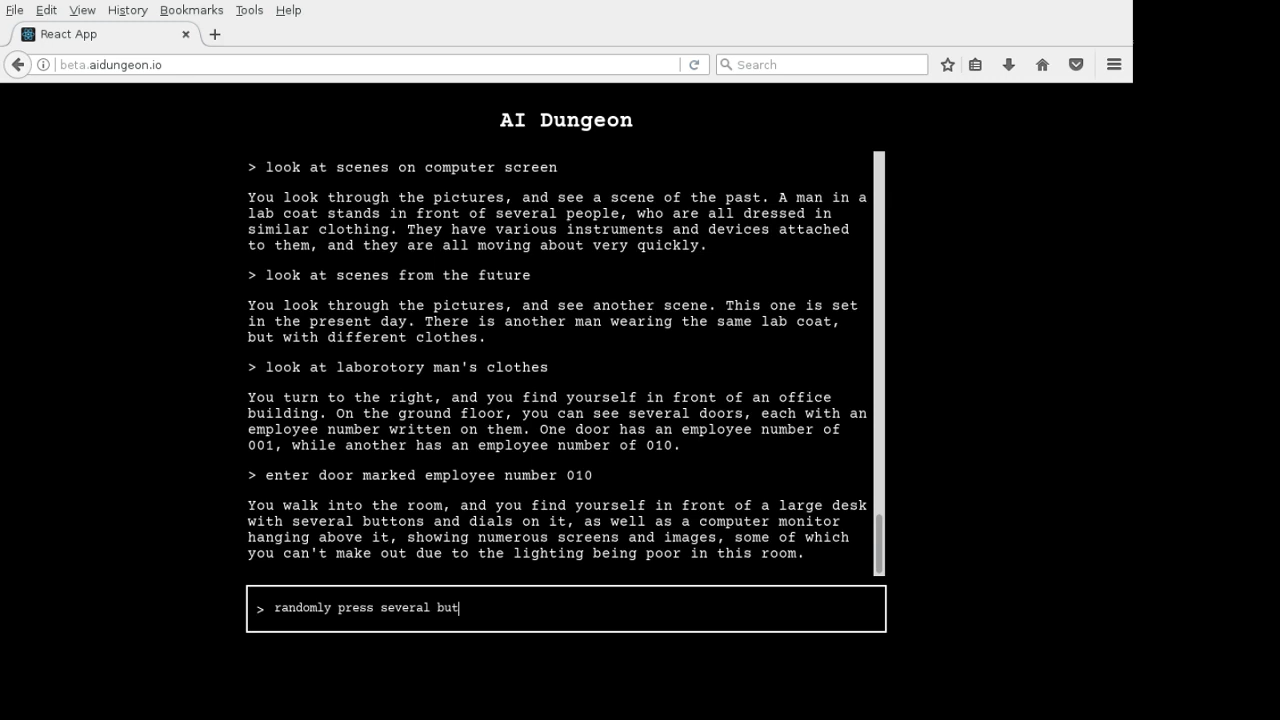 File Edit View History Bookmarks Tools Help
React App
beta.aidungeon.io
Search
AI Dungeon
> look at scenes on computer screen
You look through the pictures, and see a scene of the past. A man in a
lab coat stands in front of several people, who are all dressed in
similar clothing. They have various instruments and devices attached
to them, and they are all moving about very quickly.
> look at scenes from the future
You look through the pictures, and see another scene. This one is set
in the present day. There is another man wearing the same lab coat,
but with different clothes.
> look at laborotory man's clothes
You turn to the right, and you find yourself in front of an office
building. On the ground floor, you can see several doors, each with an
employee number written on them. One door has an employee number of
001, while another has an employee number of 010.
> enter door marked employee number 010
You walk into the room, and you find yourself in front of a large desk
with several buttons and dials on it, as well as a computer monitor
hanging above it, showing numerous screens and images, some of which
you can't make out due to the lighting being poor in this room.
> randomly press several but